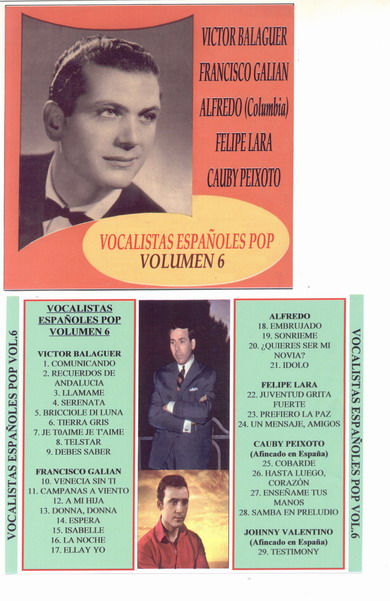 VICTOR BALAGUER
FRANCISCO GALIAN
ALFREDO (Columbia)
FELIPE LARA
CAUBY PEIXOTO
VOCALISTAS ESPAÑOLES POP
VOLUMEN 6
VOCALISTAS ESPAÑOLES POP VOL.6
VOCALISTAS
ESPAÑOLES POP
VOLUMEN 6
VICTOR BALAGUER
1. COMUNICANDO
2. RECUERDOS DE
ANDALUCIA
3. LLAMAME
4. SERENATA
5. BRICCIOLE DI LUNA
6. TIERRA GRIS
7. JE T0AIME JE T'AIME
8. TELSTAR
9. DEBES SABER
FRANCISCO GALIAN
10. VENECIA SIN TI
11. CAMPANAS A VIENTO
12. A MI HIJA
13. DONNA, DONNA
14. ESPERA
15. ISABELLE
16. LA NOCHE
17. ELLAY YO
ALFREDO
18. EMBRUJADO
19. SONRIEME
20. ¿QUIERES SER MI
NOVIA?
21. IDOLO
FELIPE LARA
22. JUVENTUD GRITA
FUERTE
23. PREFIERO LA PAZ
24. UN MENSAJE, AMIGOS
CAUBY PEIXOTO
(Afincado en España)
25. COBARDE
26. HASTA LUEGO,
CORAZÓN
27. ENSEÑAME TUS
MANOS
28. SAMBA EN PRELUDIO
JOHNNY VALENTINO
(Afincado en España)
29. TESTIMONY
VOCALISTAS ESPAÑOLES POP VOL.6